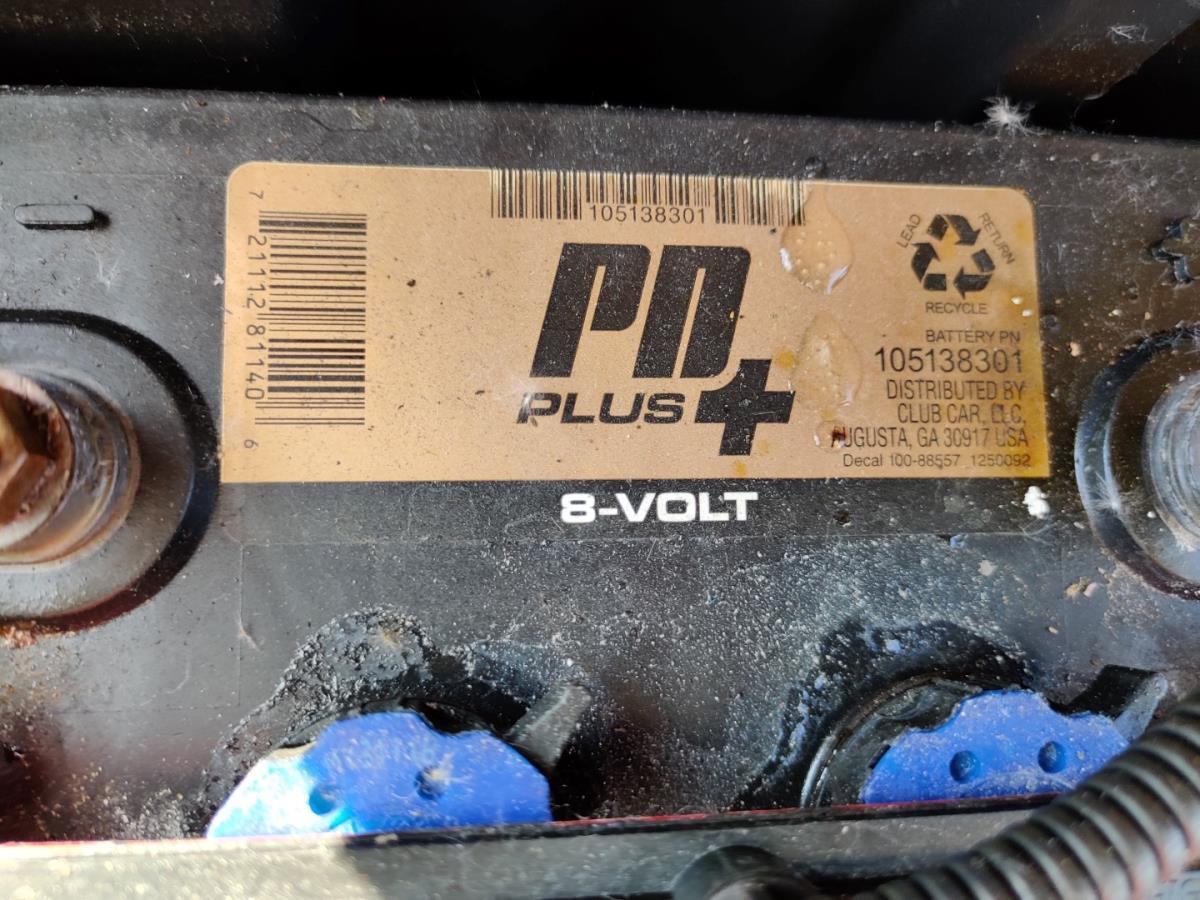 7 21112 81140 6
105138301
PD
PLUS
LEAD
RETURN
RECYCLE
BATTERY PN
105138301
DISTRIBUTED BY
CLUB CAR, LLC.
AUGUSTA, GA 30917 USA
Decal 100-88557 1250092
8-VOLT